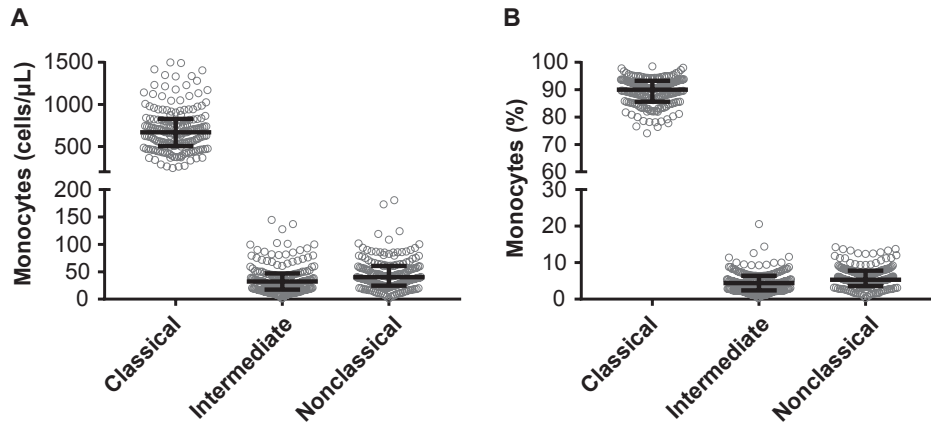 A
Monocytes (cells/µL)
1500
1000
500
200
150
100
50
0
Classical
Intermediate
Nonclassical
B
Monocytes (%)
100
90
80
70
60
30
20
10
0
Classical
Intermediate
Nonclassical